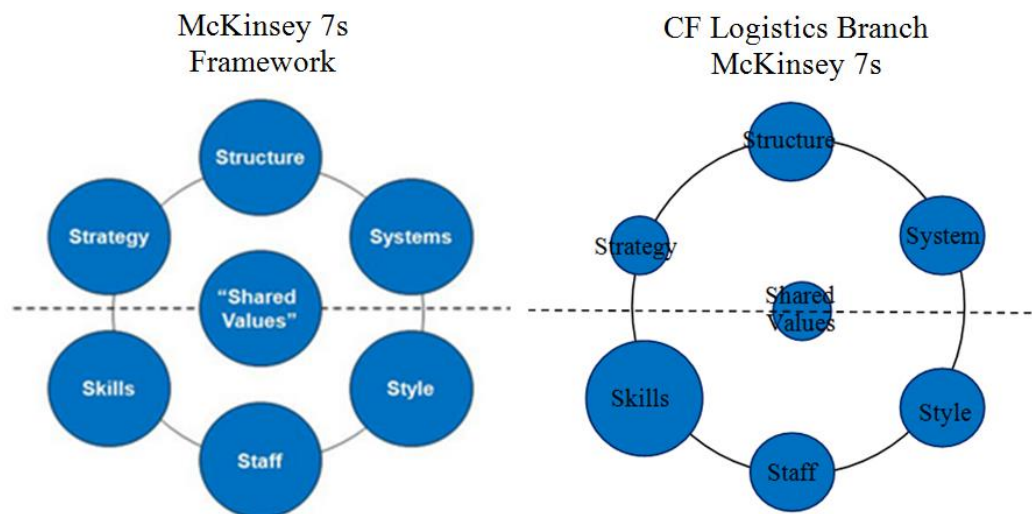 McKinsey 7s
Framework
Structure
Strategy
Systems
“Shared
Values”
Skills
Style
Staff
CF Logistics Branch
McKinsey 7s
Structure
Strategy
System
Shared
Values
Skills
Style
Staff